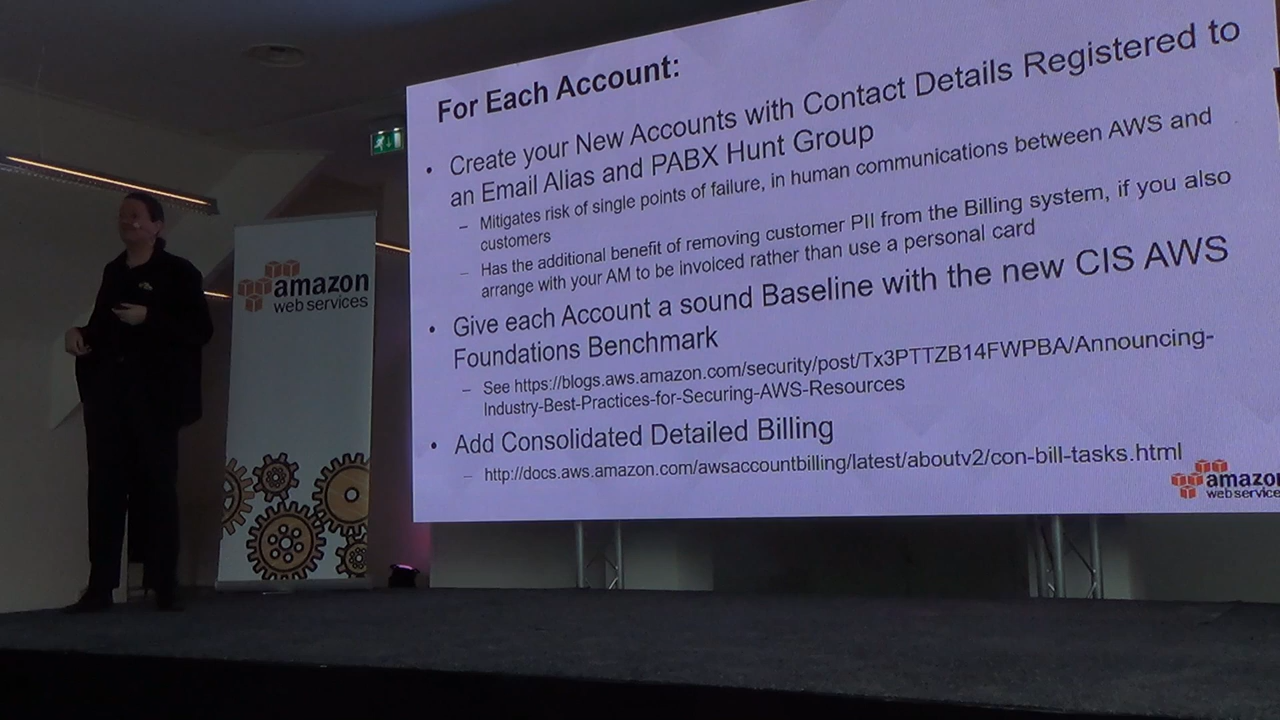 For Each Account:
• Create your New Accounts with Contact Details Registered to
an Email Alias and PABX Hunt Group
– Mitigates risk of single points of failure, in human communications between AWS and
customers
– Has the additional benefit of removing customer PII from the Billing system, if you also
arrange with your AM to be invoiced rather than use a personal card
• Give each Account a sound Baseline with the new CIS AWS
Foundations Benchmark
– See https://blogs.aws.amazon.com/security/post/Tx3PTTZB14FWPBA/Announcing-
Industry-Best-Practices-for-Securing-AWS-Resources
• Add Consolidated Detailed Billing
– http://docs.aws.amazon.com/awsaccountbilling/latest/aboutv2/con-bill-tasks.html
amazo
web service
amazon
web services